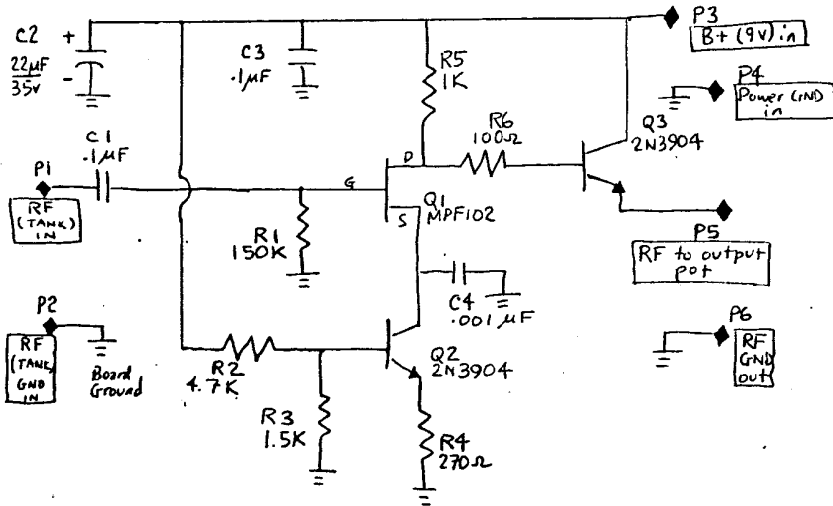 C2
+
22µF
35V
-
C3
.1µF
R5
1K
P3
B+ (9V) in
P4
Power GND
in
C1
.1µF
P1
RF
(TANK)
IN
R6
100Ω
Q3
2N3904
G
D
S
Q1
MPF102
R1
150K
P5
RF to output
pot
C4
.001µF
P2
RF
(TANK)
GND
IN
Board
Ground
R2
4.7K
Q2
2N3904
P6
RF
GND
out
R3
1.5K
R4
270Ω